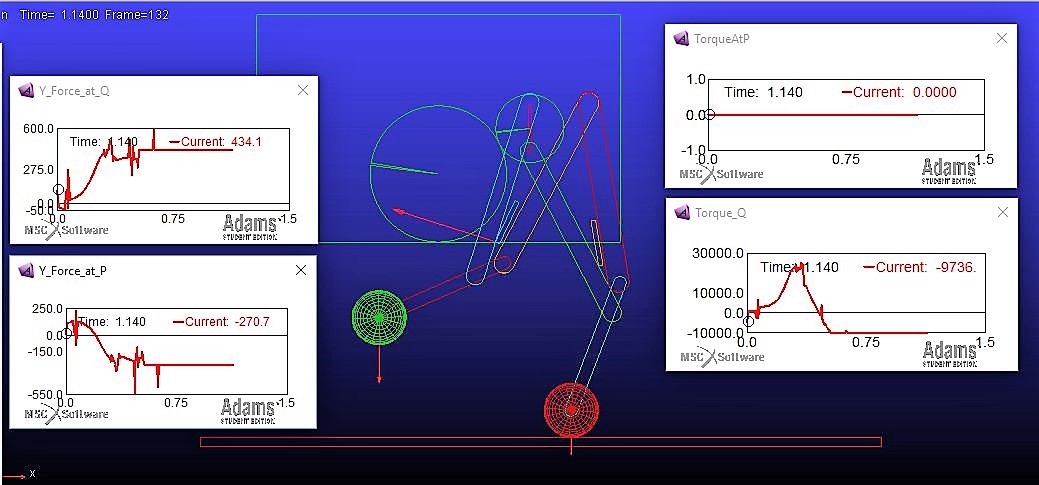 n Time= 1.1400 Frame=132
Y_Force_at_Q
600.0
275.0
0.0
-50.0
Time: 1.140 Current: 434.1
0.0 0.75 1.5
MSC Software Adams
STUDENT EDITION
Y_Force_at_P
250.0
0.0
-150.0
-550.0
Time: 1.140 Current: -270.7
0.0 0.75 1.5
MSC Software Adams
STUDENT EDITION
TorqueAtP
1.0
0.0
-1.0
Time: 1.140 Current: 0.0000
0.0 0.75 1.5
MSC Software Adams
STUDENT EDITION
Torque_Q
30000.0
10000.0
0.0
-10000.0
Time: 1.140 Current: -9736.
0.0 0.75 1.5
MSC Software Adams
STUDENT EDITION
x